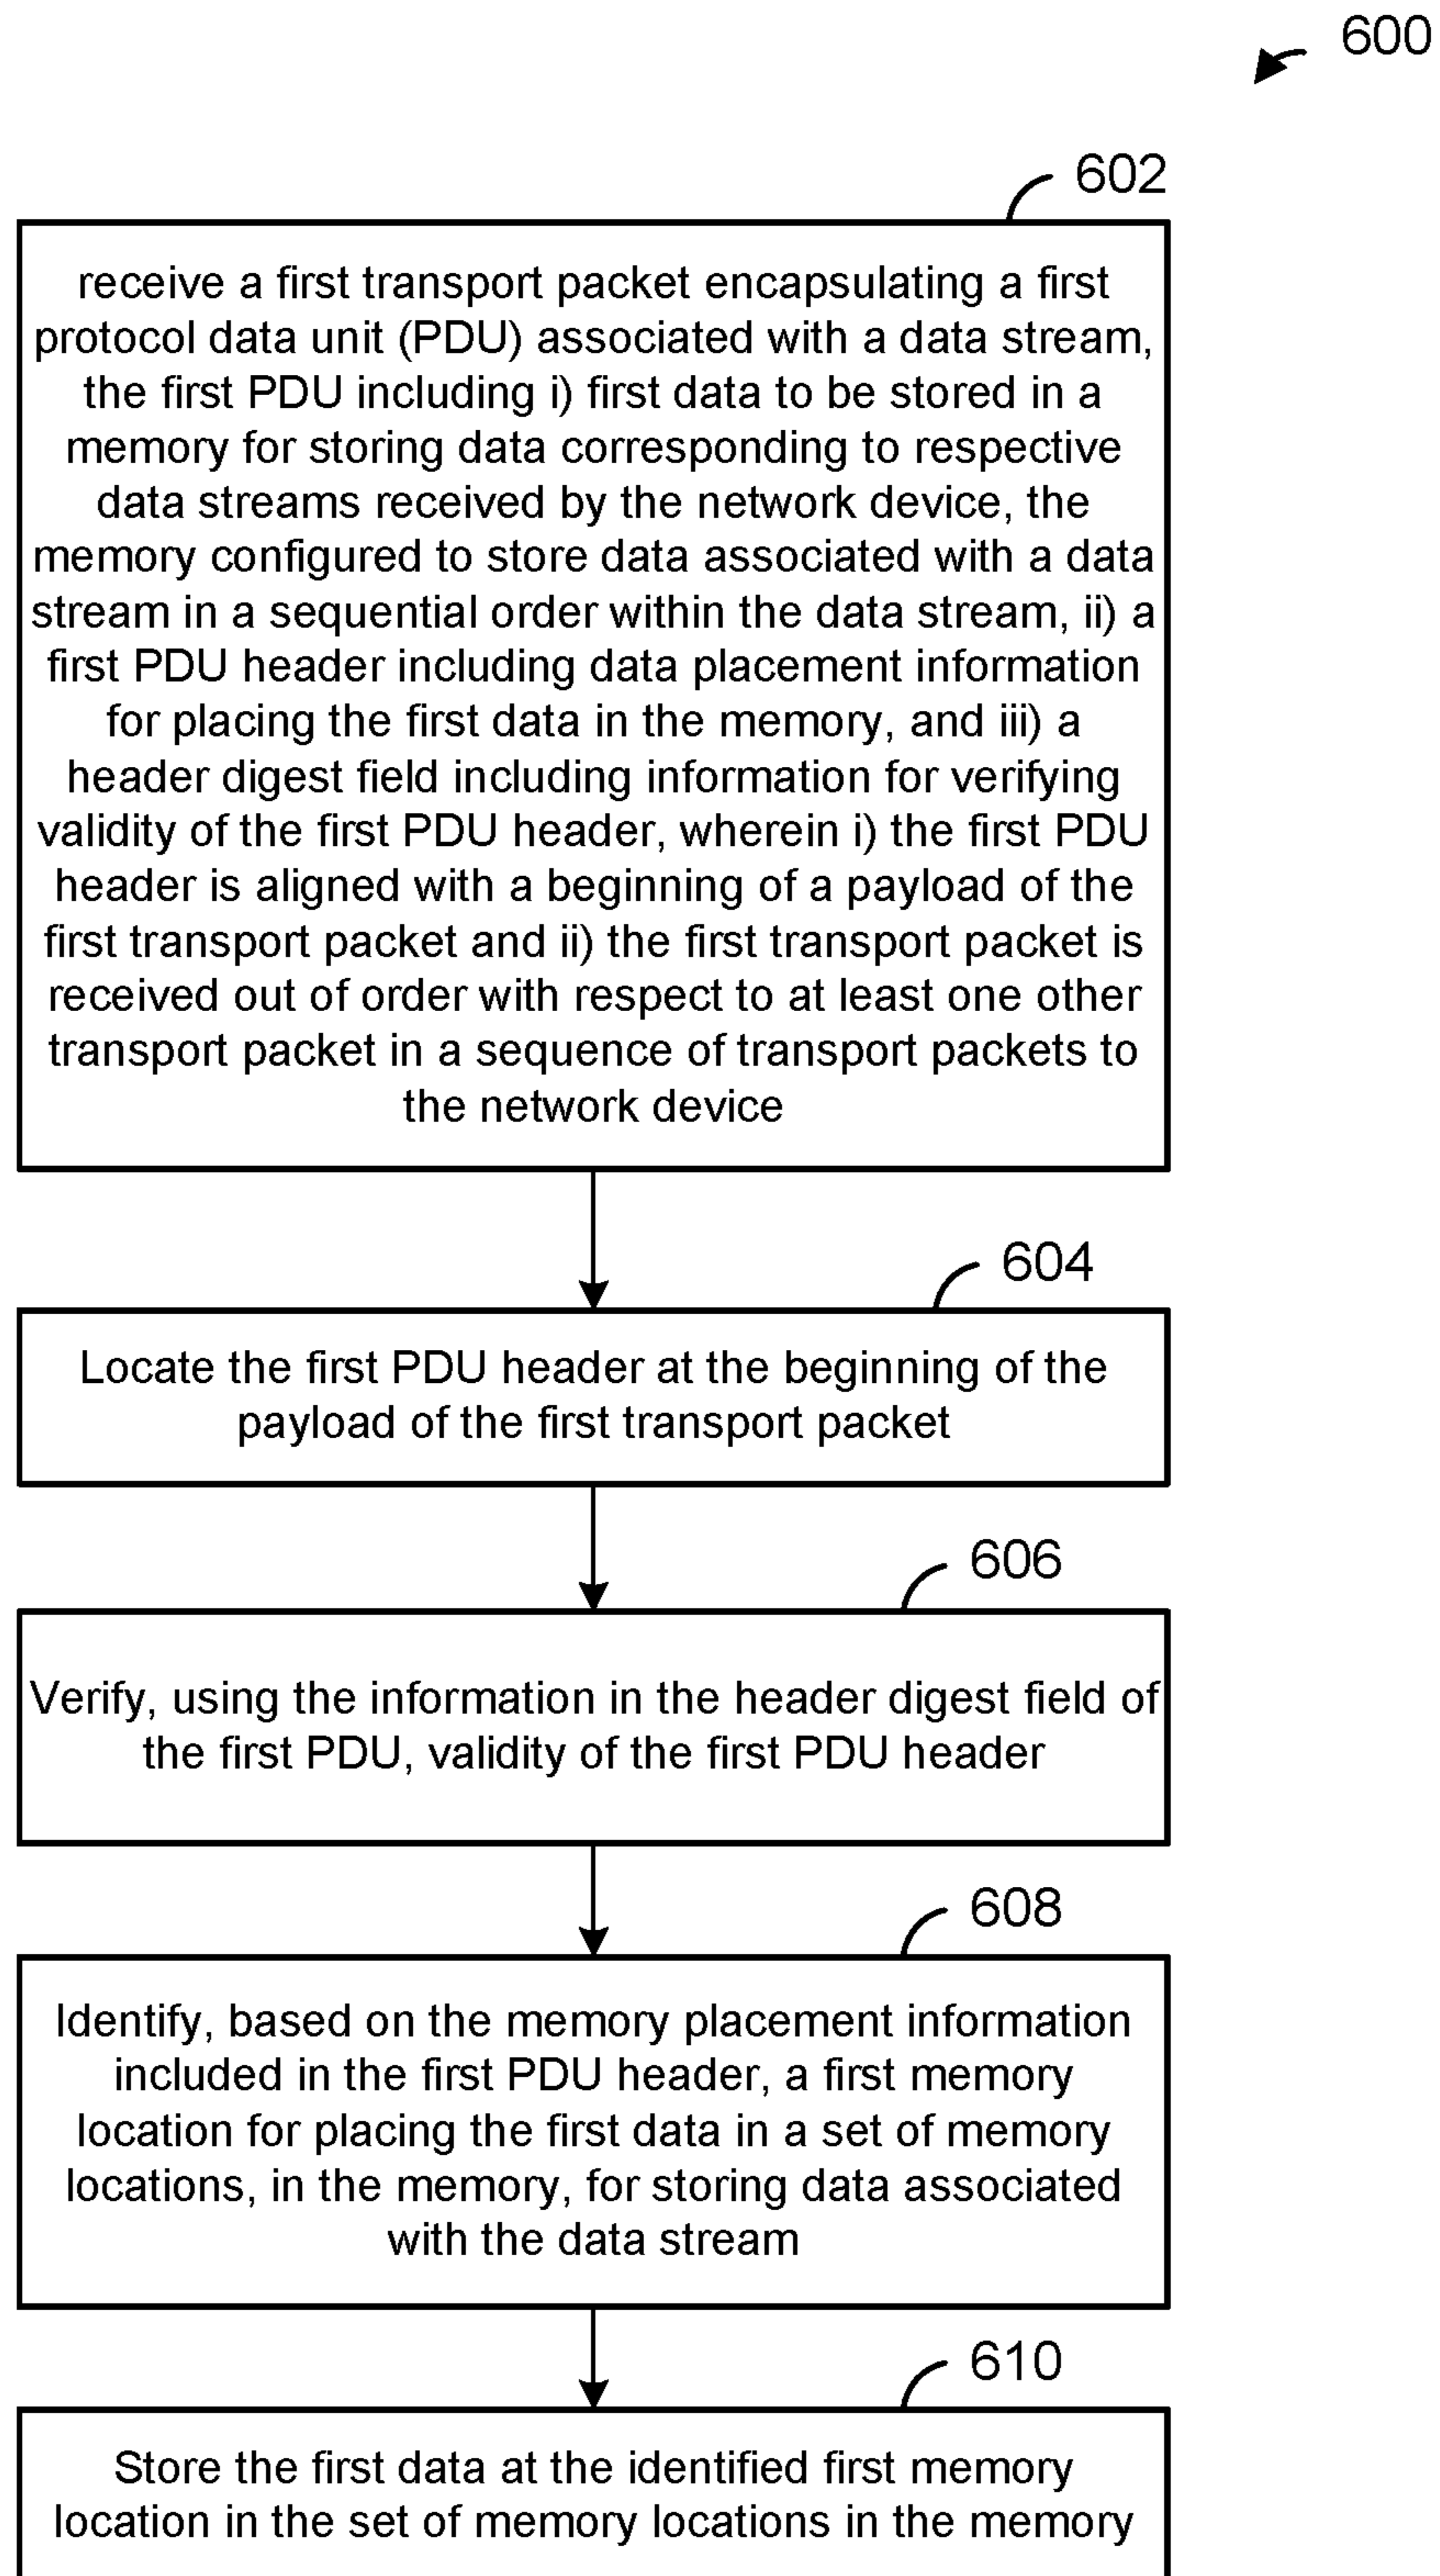 600
602
receive a first transport packet encapsulating a first
protocol data unit (PDU) associated with a data stream,
the first PDU including i) first data to be stored in a
memory for storing data corresponding to respective
data streams received by the network device, the
memory configured to store data associated with a data
stream in a sequential order within the data stream, ii) a
first PDU header including data placement information
for placing the first data in the memory, and iii) a
header digest field including information for verifying
validity of the first PDU header, wherein i) the first PDU
header is aligned with a beginning of a payload of the
first transport packet and ii) the first transport packet is
received out of order with respect to at least one other
transport packet in a sequence of transport packets to
the network device
604
Locate the first PDU header at the beginning of the
payload of the first transport packet
606
Verify, using the information in the header digest field of
the first PDU, validity of the first PDU header
608
Identify, based on the memory placement information
included in the first PDU header, a first memory
location for placing the first data in a set of memory
locations, in the memory, for storing data associated
with the data stream
610
Store the first data at the identified first memory
location in the set of memory locations in the memory